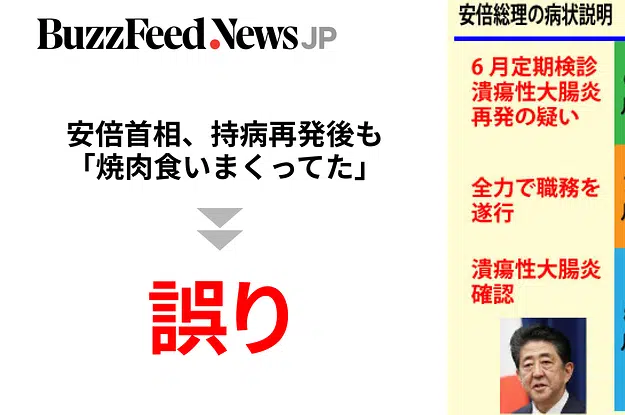 BuzzFeed.News JP
安倍首相、持病再発後も
「焼肉食いまくってた」
誤り
安倍総理の病状説明
6月定期検診
潰瘍性大腸炎
再発の疑い
全力で職務を
遂行
潰瘍性大腸炎
確認